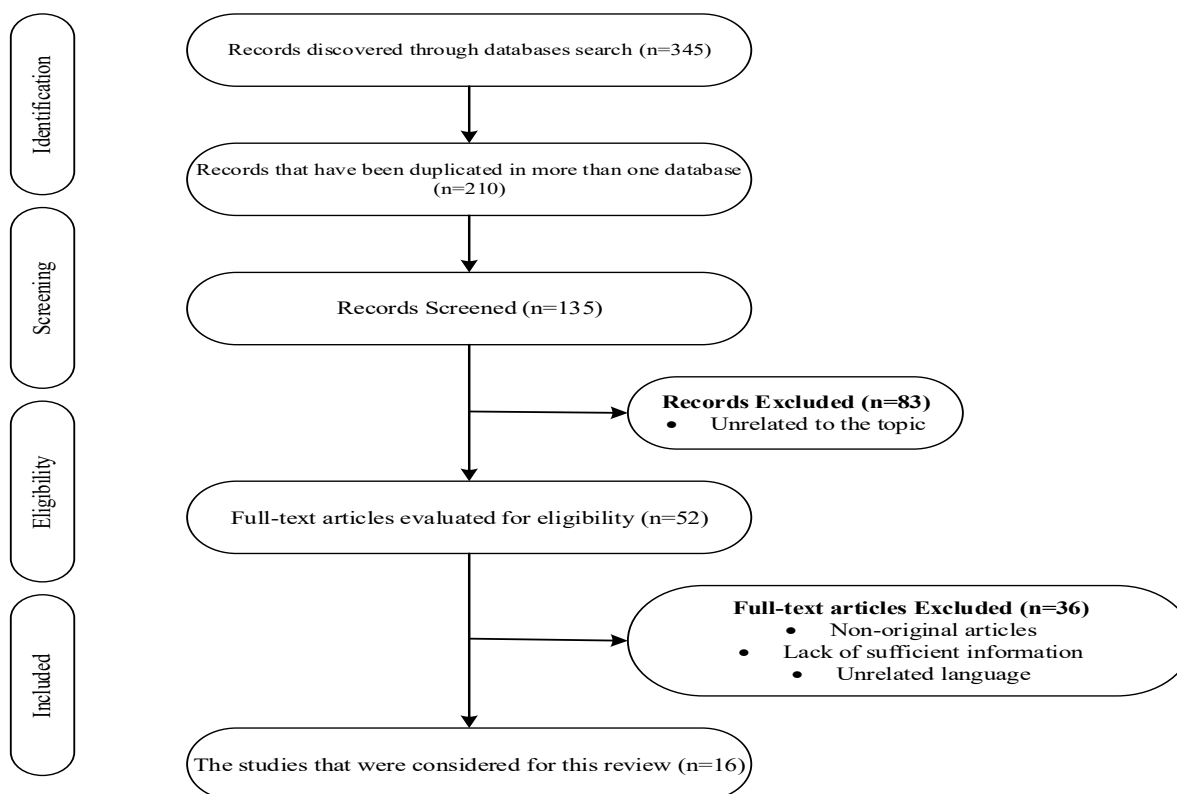 Identification
Records discovered through databases search (n=345)
Records that have been duplicated in more than one database
(n=210)
Screening
Records Screened (n=135)
Records Excluded (n=83)
• Unrelated to the topic
Eligibility
Full-text articles evaluated for eligibility (n=52)
Included
Full-text articles Excluded (n=36)
• Non-original articles
• Lack of sufficient information
• Unrelated language
The studies that were considered for this review (n=16)